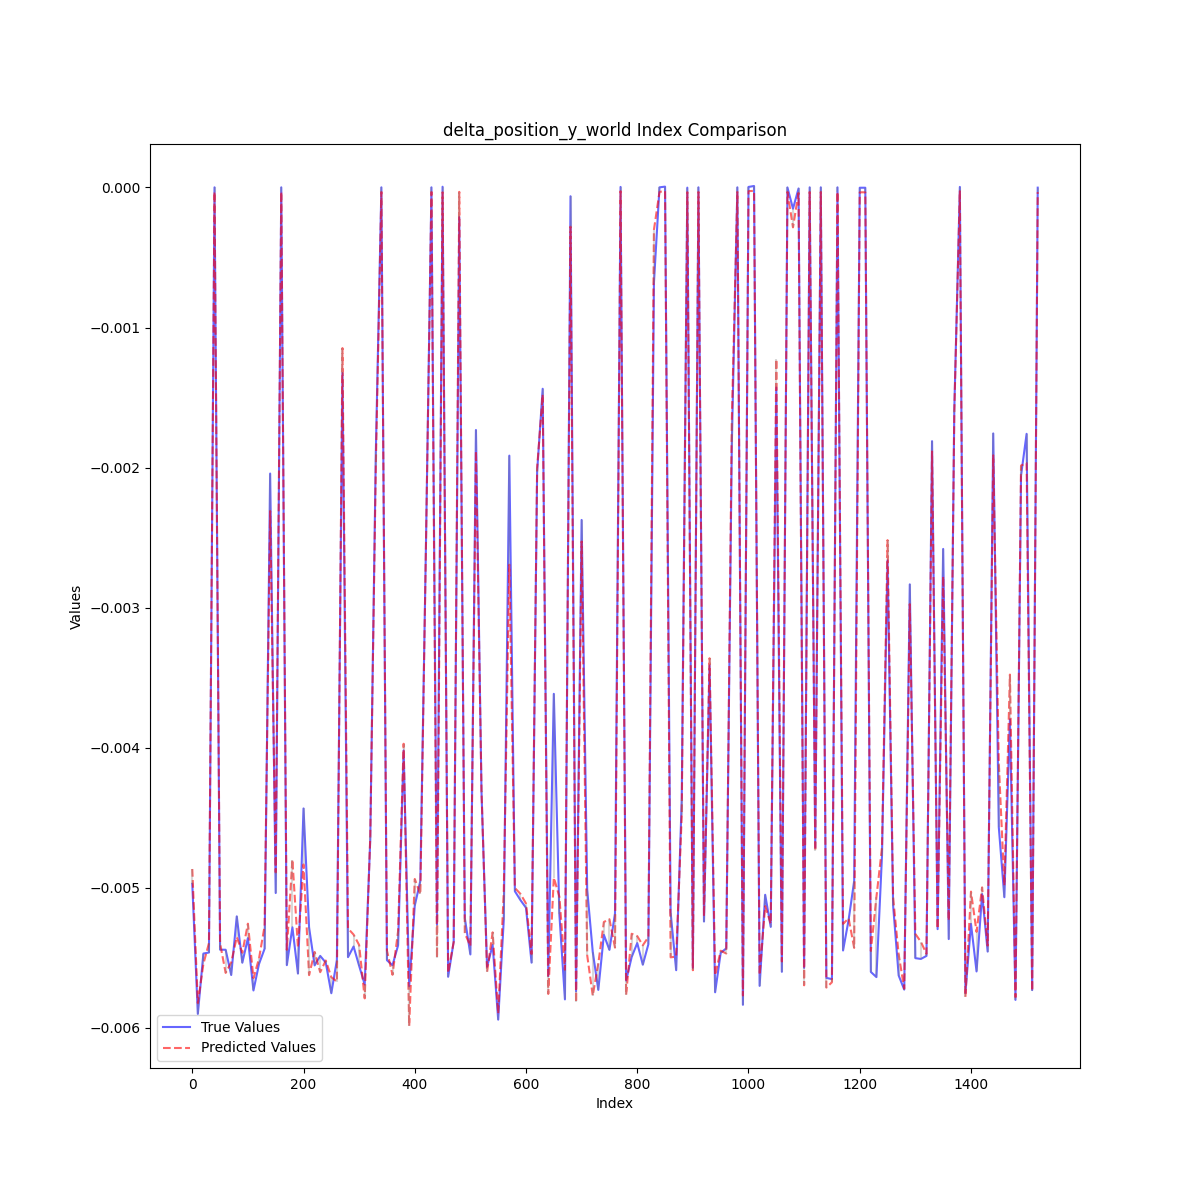 delta_position_y_world Index Comparison
0.000
−0.001
−0.002
−0.003
−0.004
−0.005
−0.006
Values
True Values
Predicted Values
0 200 400 600 800 1000 1200 1400
Index